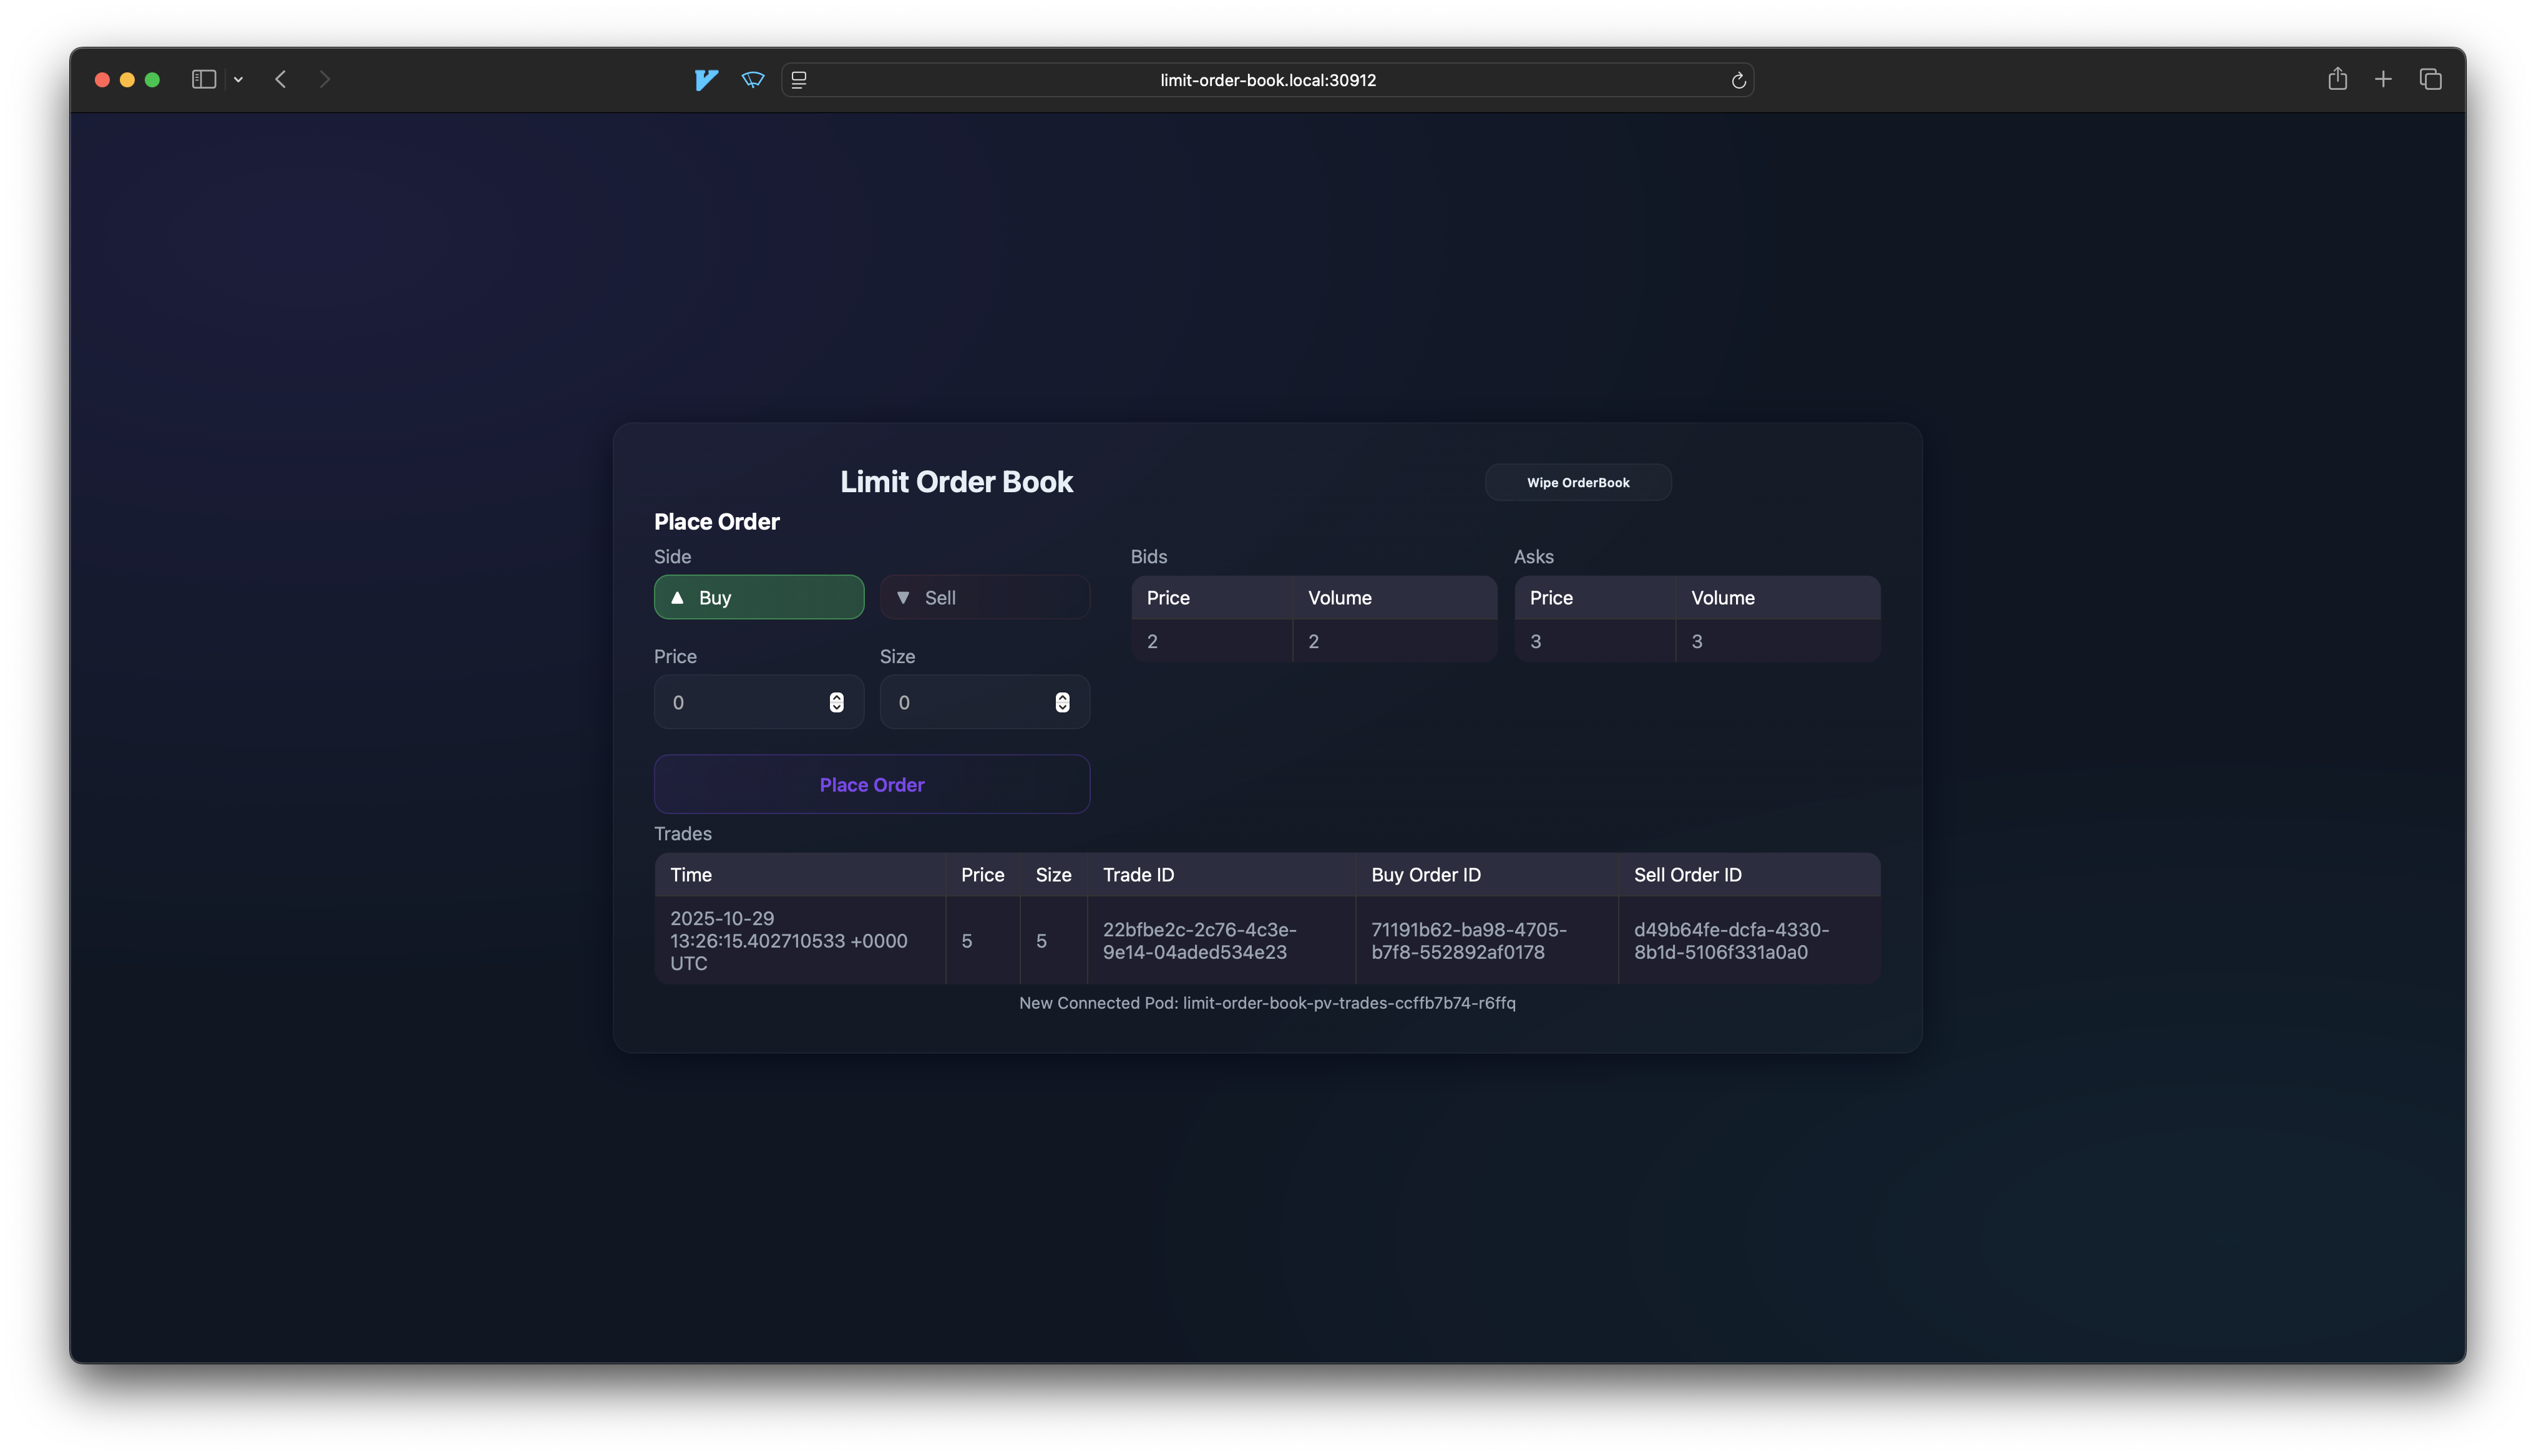 limit-order-book.local:30912
Limit Order Book
Wipe OrderBook
Place Order
Side
Buy
Sell
Price
Size
0
0
Place Order
Bids
Price
Volume
2
2
Asks
Price
Volume
3
3
Trades
Time
Price
Size
Trade ID
Buy Order ID
Sell Order ID
2025-10-29
13:26:15.402710533 +0000
UTC
5
5
22bfbe2c-2c76-4c3e-
9e14-04aded534e23
71191b62-ba98-4705-
b7f8-552892af0178
d49b64fe-dcfa-4330-
8b1d-5106f331a0a0
New Connected Pod: limit-order-book-pv-trades-ccffb7b74-r6ffq